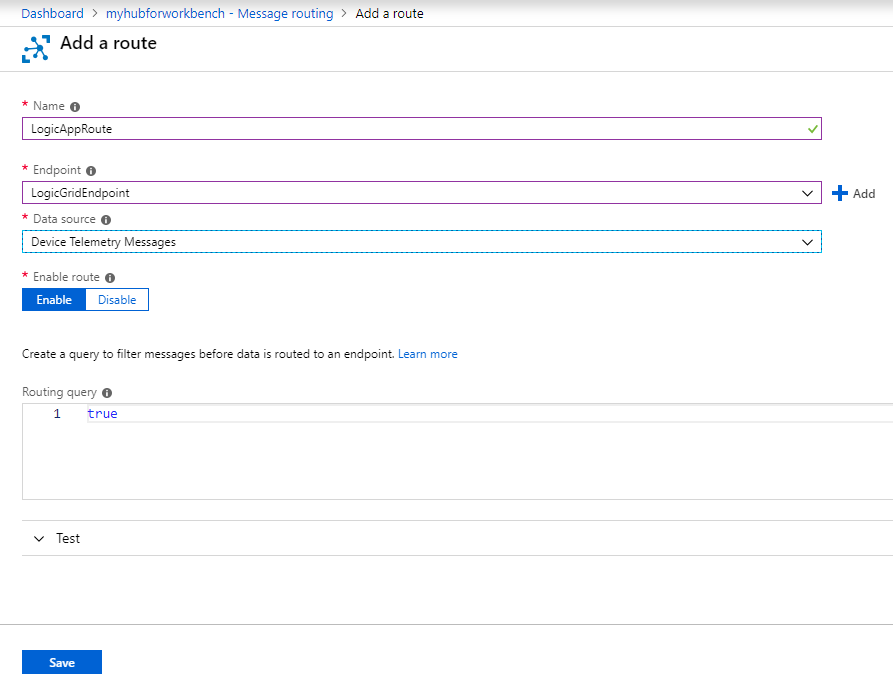 Dashboard > myhubforworkbench - Message routing > Add a route
Add a route
* Name
LogicAppRoute
* Endpoint
LogicGridEndpoint
Add
* Data source
Device Telemetry Messages
* Enable route
Enable Disable
Create a query to filter messages before data is routed to an endpoint. Learn more
Routing query
1 true
Test
Save